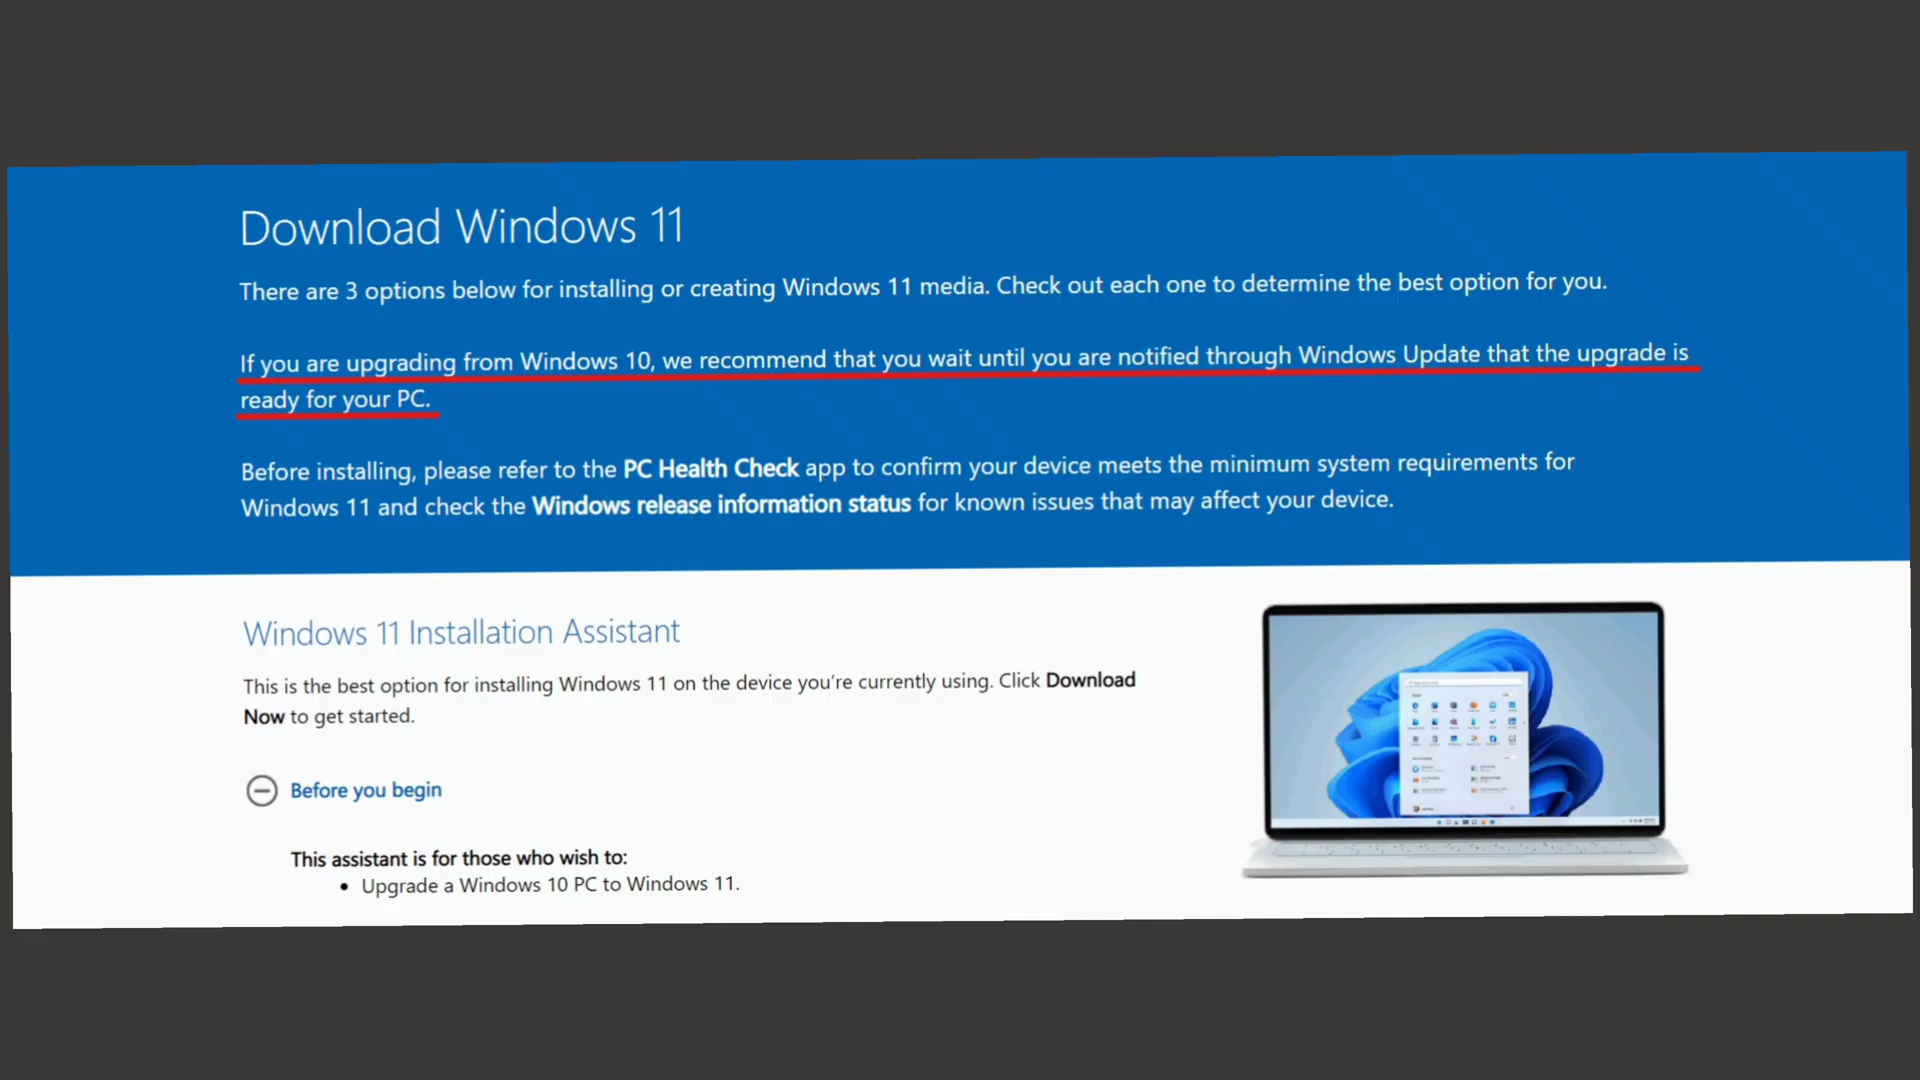 Download Windows 11
There are 3 options below for installing or creating Windows 11 media. Check out each one to determine the best option for you.
If you are upgrading from Windows 10, we recommend that you wait until you are notified through Windows Update that the upgrade is
ready for your PC.
Before installing, please refer to the PC Health Check app to confirm your device meets the minimum system requirements for
Windows 11 and check the Windows release information status for known issues that may affect your device.
Windows 11 Installation Assistant
This is the best option for installing Windows 11 on the device you’re currently using. Click Download
Now to get started.
Before you begin
This assistant is for those who wish to:
• Upgrade a Windows 10 PC to Windows 11.